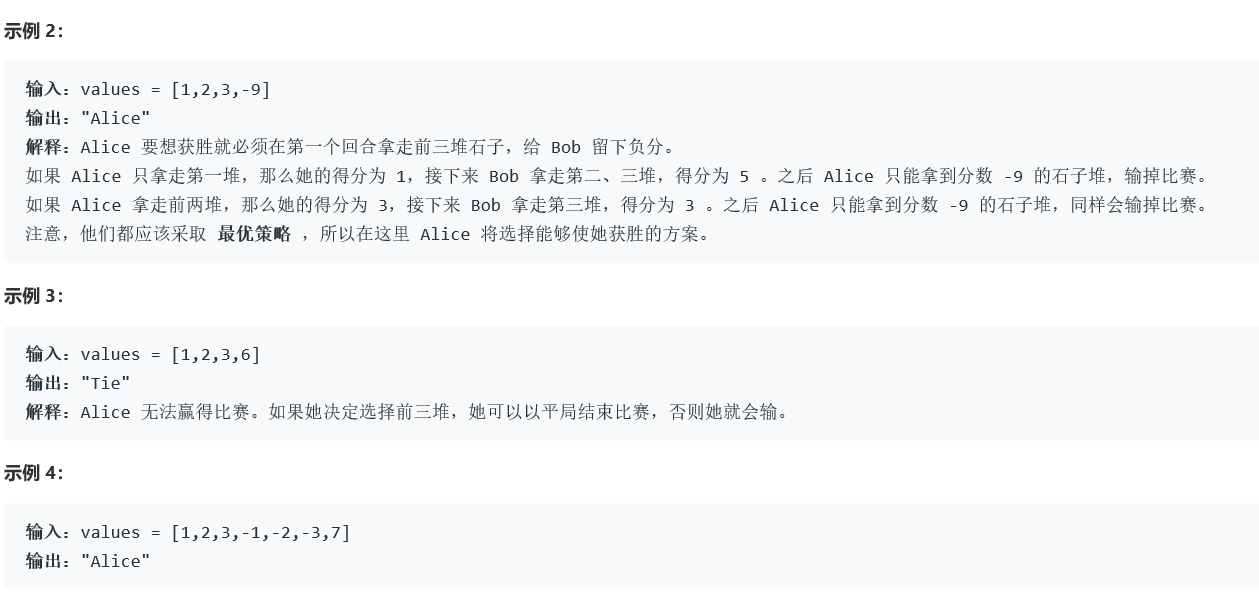 示例 2：
输入：values = [1,2,3,-9]
输出："Alice"
解释：Alice 要想获胜就必须在第一个回合拿走前三堆石子，给 Bob 留下负分。
如果 Alice 只拿走第一堆，那么她的得分为 1，接下来 Bob 拿走第二、三堆，得分为 5 。之后 Alice 只能拿到分数 -9 的石子堆，输掉比赛。
如果 Alice 拿走前两堆，那么她的得分为 3，接下来 Bob 拿走第三堆，得分为 3 。之后 Alice 只能拿到分数 -9 的石子堆，同样会输掉比赛。
注意，他们都应该采取 最优策略 ，所以在这里 Alice 将选择能够使她获胜的方案。
示例 3：
输入：values = [1,2,3,6]
输出："Tie"
解释：Alice 无法赢得比赛。如果她决定选择前三堆，她可以以平局结束比赛，否则她就会输。
示例 4：
输入：values = [1,2,3,-1,-2,-3,7]
输出："Alice"